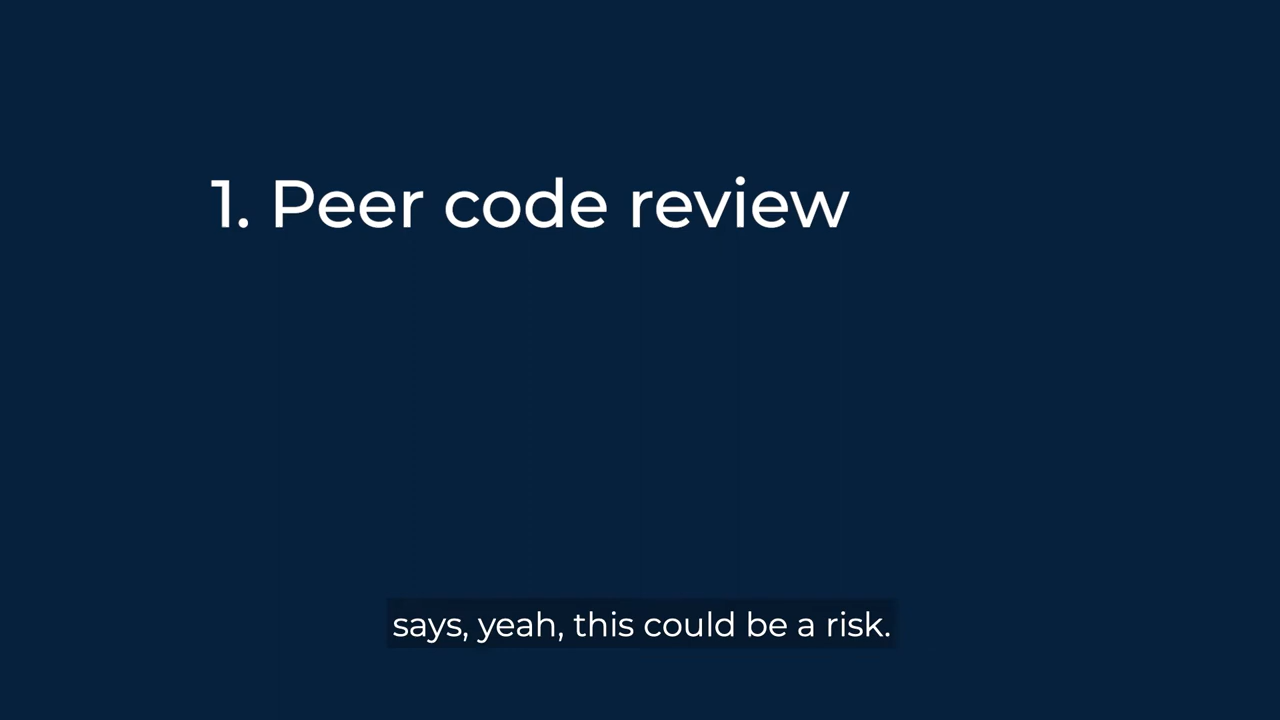 1. Peer code review
says, yeah, this could be a risk.